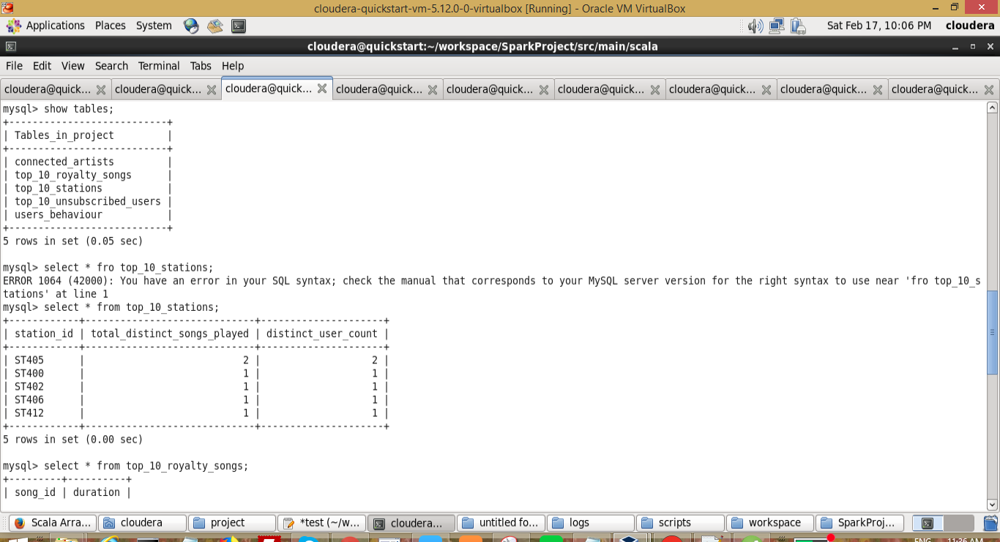 cloudera-quickstart-vm-5.12.0-0-virtualbox [Running] - Oracle VM VirtualBox
Applications Places System Sat Feb 17, 10:06 PM cloudera
cloudera@quickstart:~/workspace/SparkProject/src/main/scala
File Edit View Search Terminal Tabs Help
cloudera@quick... cloudera@quick... cloudera@quick... cloudera@quick... cloudera@quick... cloudera@quick... cloudera@quick... cloudera@quick... cloudera@quick...
mysql> show tables;
+---------------------------+
| Tables_in_project         |
+---------------------------+
| connected_artists         |
| top_10_royalty_songs      |
| top_10_stations           |
| top_10_unsubscribed_users |
| users_behaviour           |
+---------------------------+
5 rows in set (0.05 sec)
mysql> select * fro top_10_stations;
ERROR 1064 (42000): You have an error in your SQL syntax; check the manual that corresponds to your MySQL server version for the right syntax to use near 'fro top_10_s
tations' at line 1
mysql> select * from top_10_stations;
+------------+-----------------------------+---------------------+
| station_id | total_distinct_songs_played | distinct_user_count |
+------------+-----------------------------+---------------------+
| ST405      |                           2 |                   2 |
| ST400      |                           1 |                   1 |
| ST402      |                           1 |                   1 |
| ST406      |                           1 |                   1 |
| ST412      |                           1 |                   1 |
+------------+-----------------------------+---------------------+
5 rows in set (0.00 sec)
mysql> select * from top_10_royalty_songs;
+---------+----------+
| song_id | duration |
Scala Arra... cloudera project *test (~/w... cloudera... untitled fo... logs scripts workspace SparkProj...
ENG 11:36 AM